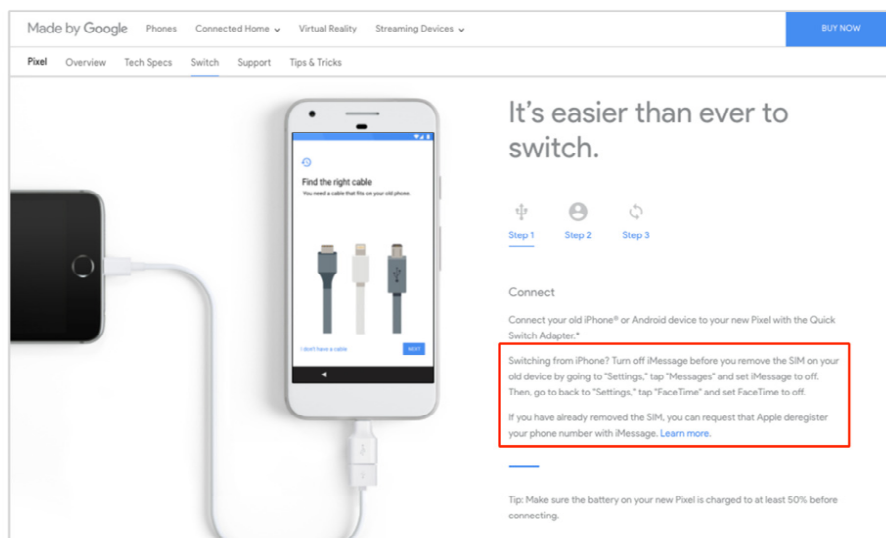 Made by Google Phones Connected Home Virtual Reality Streaming Devices BUY NOW
Pixel Overview Tech Specs Switch Support Tips & Tricks
It's easier than ever to
switch.
Find the right cable
You need a cable that fits on your old phone.
I don't have a cable NEXT
Step 1 Step 2 Step 3
Connect
Connect your old iPhone® or Android device to your new Pixel with the Quick
Switch Adapter.*
Switching from iPhone? Turn off iMessage before you remove the SIM on your
old device by going to "Settings," tap "Messages" and set iMessage to off.
Then, go to back to "Settings," tap "FaceTime" and set FaceTime to off.
If you have already removed the SIM, you can request that Apple deregister
your phone number with iMessage. Learn more.
Tip: Make sure the battery on your new Pixel is charged to at least 50% before
connecting.